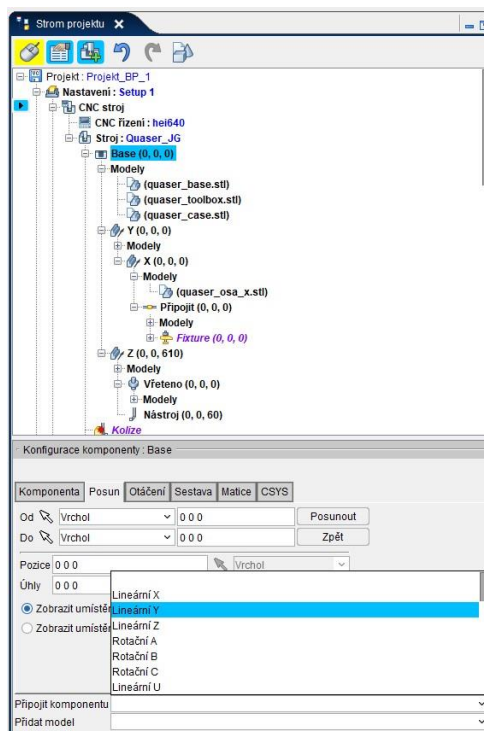 Strom projektu
Projekt : Projekt_BP_1
Nastavení : Setup 1
CNC stroj
CNC řízení : hei640
Stroj : Quaser_JG
Base (0, 0, 0)
Modely
(quaser_base.stl)
(quaser_toolbox.stl)
(quaser_case.stl)
Y (0, 0, 0)
Modely
X (0, 0, 0)
Modely
(quaser_osa_x.stl)
Připojit (0, 0, 0)
Modely
Fixture (0, 0, 0)
Z (0, 0, 610)
Modely
Vřeteno (0, 0, 0)
Modely
Nástroj (0, 0, 60)
Kolize
Konfigurace komponenty : Base
Komponenta Posun Otáčení Sestava Matice CSYS
Od Vrchol 0 0 0 Posunout
Do Vrchol 0 0 0 Zpět
Pozice 0 0 0 Vrchol
Úhly 0 0 0
Lineární X
Zobrazit umístěn Lineární Y
Zobrazit umístěn Lineární Z
Rotační A
Rotační B
Rotační C
Lineární U
Připojit komponentu
Přidat model